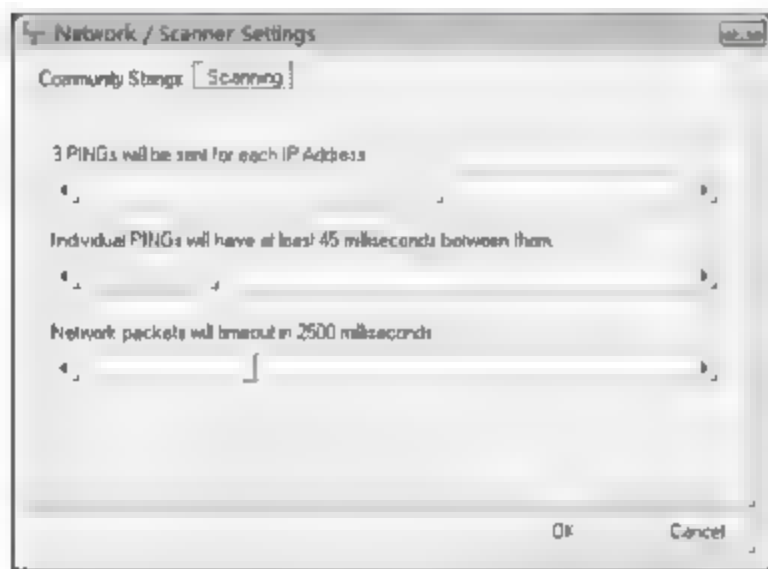 Network / Scanner Settings
Community Strings Scanning
3 PINGs will be sent for each IP Address
Individual PINGs will have at least 45 milliseconds between them.
Network packets will timeout in 2500 milliseconds
OK Cancel